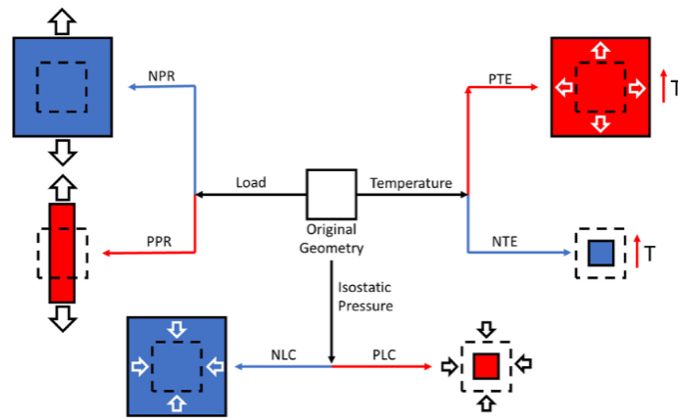 NPR
PTE
T
Load
Temperature
Original
Geometry
PPR
NTE
T
Isostatic
Pressure
NLC
PLC